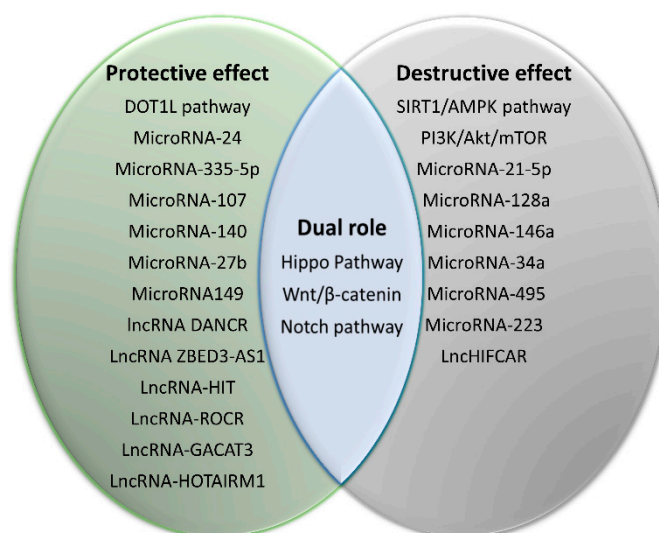 Protective effect
DOT1L pathway
MicroRNA-24
MicroRNA-335-5p
MicroRNA-107
MicroRNA-140
MicroRNA-27b
MicroRNA149
lncRNA DANCR
LncRNA ZBED3-AS1
LncRNA-HIT
LncRNA-ROCR
LncRNA-GACAT3
LncRNA-HOTAIRM1
Dual role
Hippo Pathway
Wnt/β-catenin
Notch pathway
Destructive effect
SIRT1/AMPK pathway
PI3K/Akt/mTOR
MicroRNA-21-5p
MicroRNA-128a
MicroRNA-146a
MicroRNA-34a
MicroRNA-495
MicroRNA-223
LncHIFCAR